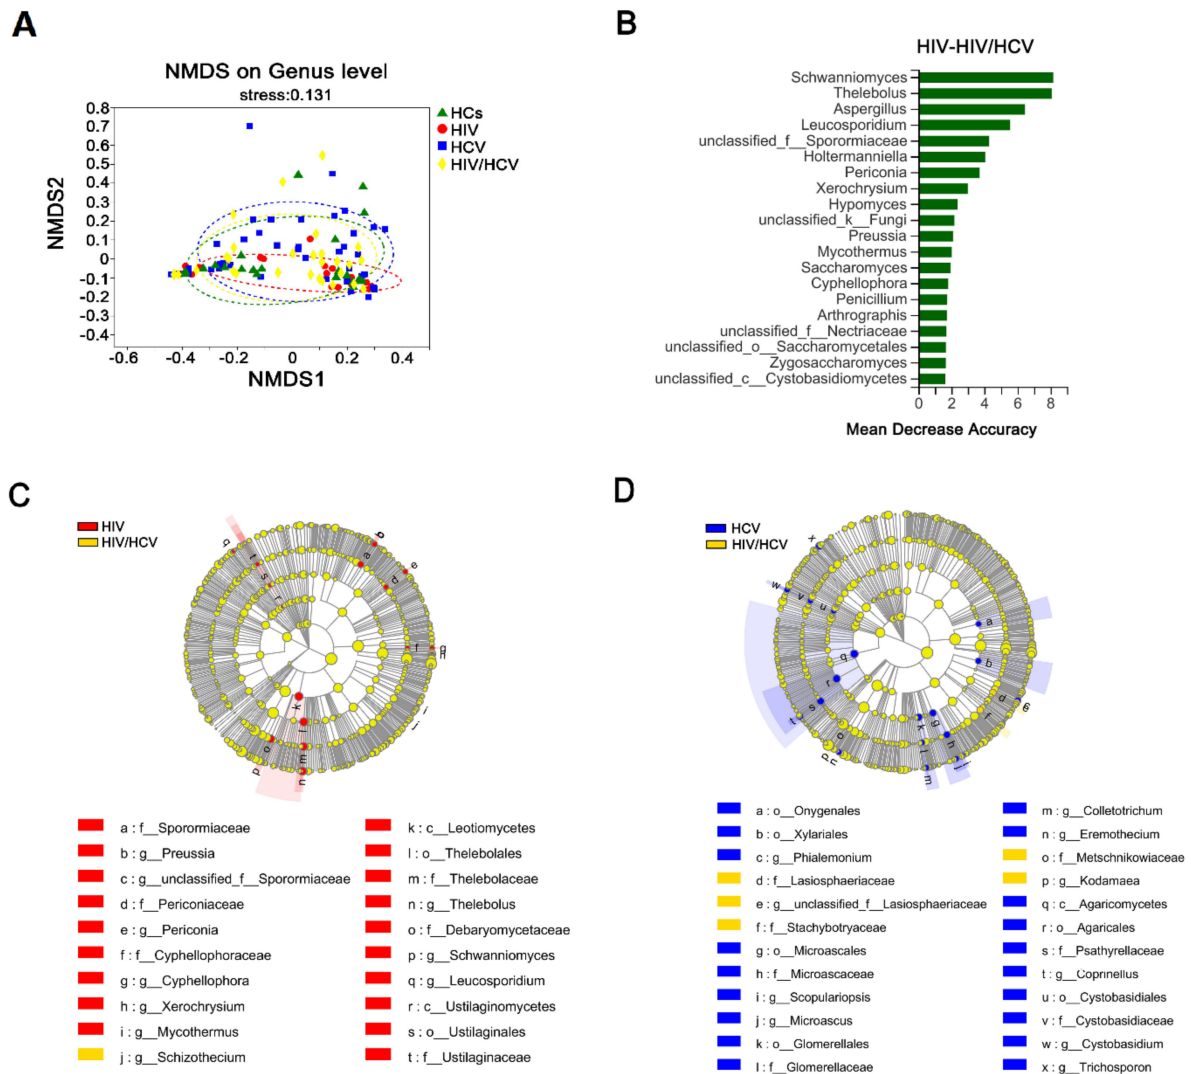 A
NMDS on Genus level
stress:0.131
NMDS2
0.8
0.7
0.6
0.5
0.4
0.3
0.2
0.1
0
-0.1
-0.2
-0.3
-0.4
-0.6
-0.4
-0.2
0
0.2
0.4
NMDS1
HCs
HIV
HCV
HIV/HCV
B
HIV-HIV/HCV
Schwanniomyces
Thelebolus
Aspergillus
Leucosporidium
unclassified_f__Sporormiaceae
Holtermanniella
Periconia
Xerochrysium
Hypomyces
unclassified_k__Fungi
Preussia
Mycothermus
Saccharomyces
Cyphellophora
Penicillium
Arthrographis
unclassified_f__Nectriaceae
unclassified_o__Saccharomycetales
Zygosaccharomyces
unclassified_c__Cystobasidiomycetes
0 2 4 6 8
Mean Decrease Accuracy
C
HIV
HIV/HCV
a
d
e
f
g
k
l
m
n
o
p
q
s
r
a : f__Sporormiaceae
b : g__Preussia
c : g__unclassified_f__Sporormiaceae
d : f__Periconiaceae
e : g__Periconia
f : f__Cyphellophoraceae
g : g__Cyphellophora
h : g__Xerochrysium
i : g__Mycothermus
j : g__Schizothecium
k : c__Leotiomycetes
l : o__Thelebolales
m : f__Thelebolaceae
n : g__Thelebolus
o : f__Debaryomycetaceae
p : g__Schwanniomyces
q : g__Leucosporidium
r : c__Ustilaginomycetes
s : o__Ustilaginales
t : f__Ustilaginaceae
D
HCV
HIV/HCV
x
w
v
u
a
b
d
f
g
h
k
l
m
n
p
o
q
r
s
t
a : o__Onygenales
b : o__Xylariales
c : g__Phialemonium
d : f__Lasiosphaeriaceae
e : g__unclassified_f__Lasiosphaeriaceae
f : f__Stachybotryaceae
g : o__Microascales
h : f__Microascaceae
i : g__Scopulariopsis
j : g__Microascus
k : o__Glomerellales
l : f__Glomerellaceae
m : g__Colletotrichum
n : g__Eremothecium
o : f__Metschnikowiaceae
p : g__Kodamaea
q : c__Agaricomycetes
r : o__Agaricales
s : f__Psathyrellaceae
t : g__Coprinellus
u : o__Cystobasidiales
v : f__Cystobasidiaceae
w : g__Cystobasidium
x : g__Trichosporon